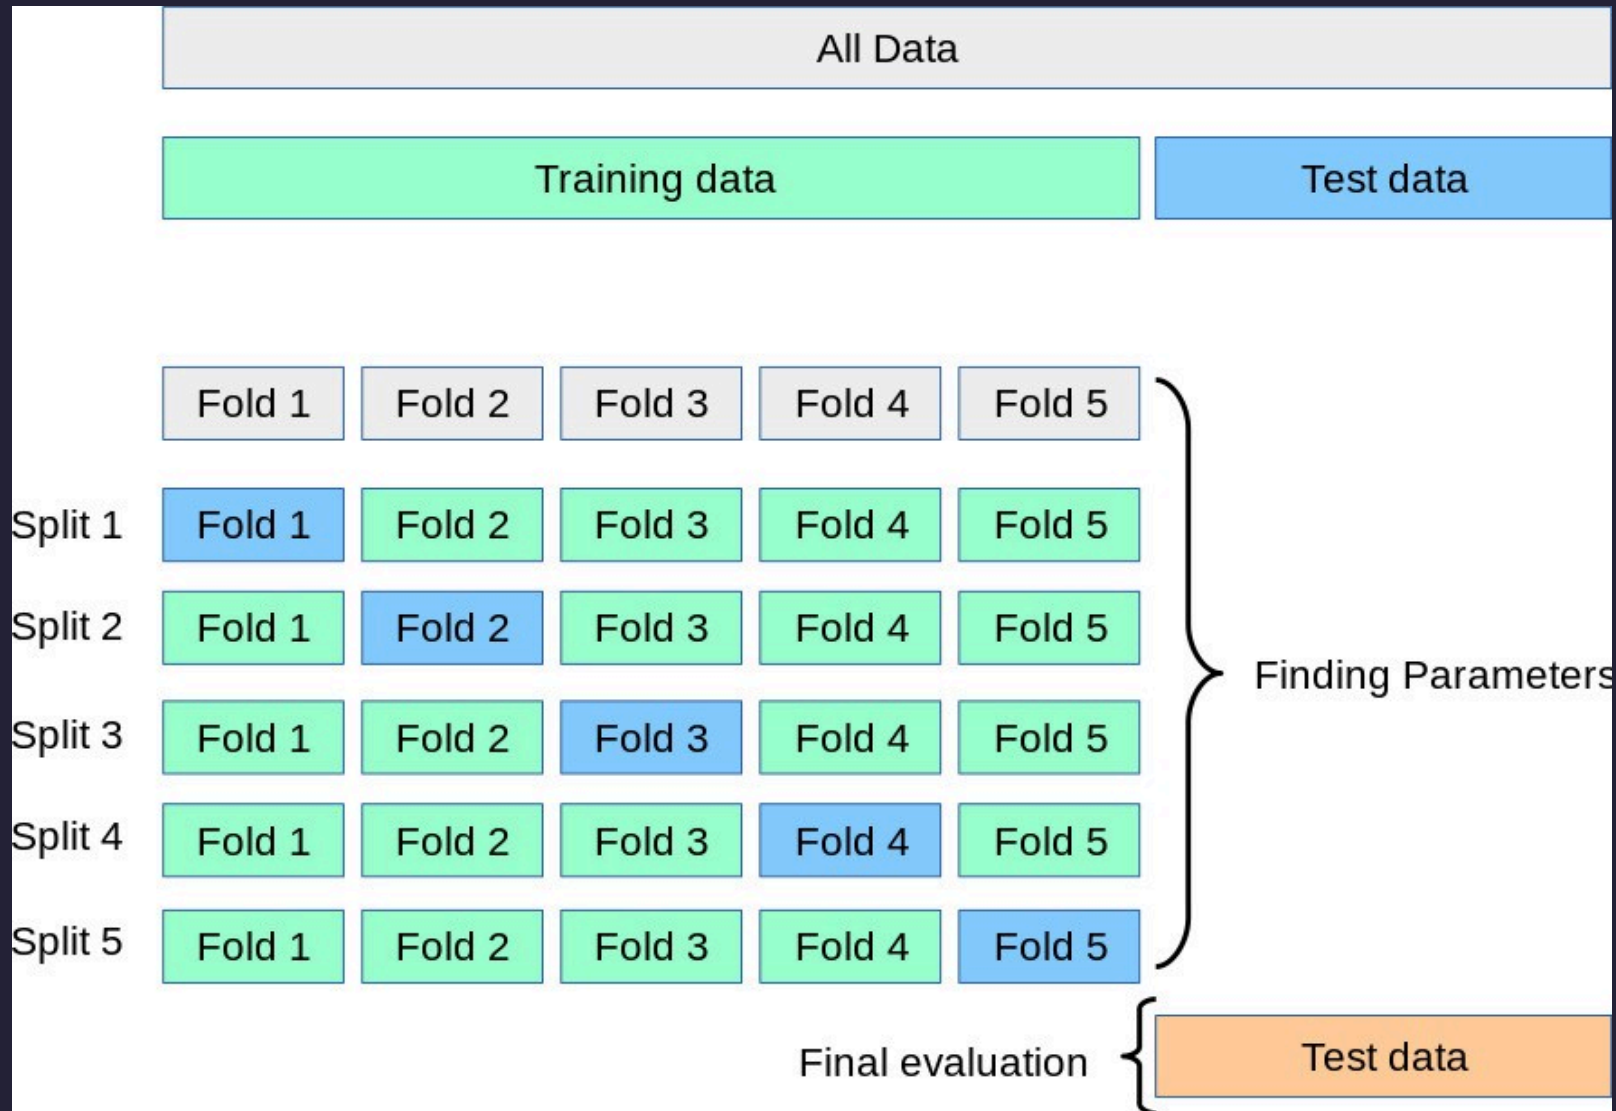 All Data
Training data Test data
Fold 1 Fold 2 Fold 3 Fold 4 Fold 5
Split 1 Fold 1 Fold 2 Fold 3 Fold 4 Fold 5
Split 2 Fold 1 Fold 2 Fold 3 Fold 4 Fold 5
Finding Parameters
Split 3 Fold 1 Fold 2 Fold 3 Fold 4 Fold 5
Split 4 Fold 1 Fold 2 Fold 3 Fold 4 Fold 5
Split 5 Fold 1 Fold 2 Fold 3 Fold 4 Fold 5
Final evaluation Test data